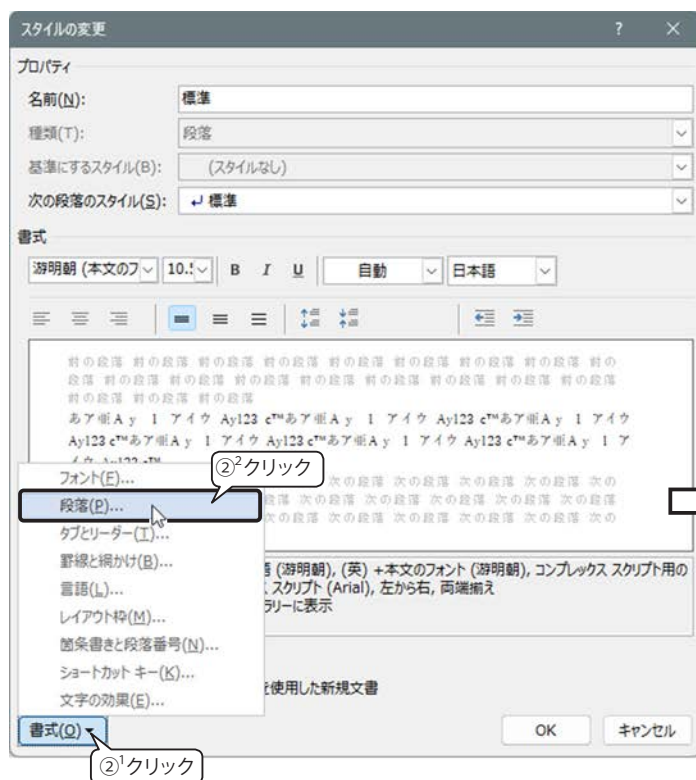 スタイルの変更 ? ×
プロパティ
名前(N): 標準
種類(T): 段落
基準にするスタイル(B): (スタイルなし)
次の段落のスタイル(S): ↵ 標準
書式
游明朝 (本文のフ 10.5 B I U 自動 日本語
前の段落 前の段落 前の段落 前の段落 前の段落 前の段落 前の段落 前の段落 前の
段落 前の段落 前の段落 前の段落 前の段落 前の段落 前の段落 前の段落 前の段落
前の段落 前の段落 前の段落
あア亜Ay 1 アイウ Ay123 c™あア亜Ay 1 アイウ Ay123 c™あア亜Ay 1 アイウ
Ay123 c™あア亜Ay 1 アイウ Ay123 c™あア亜Ay 1 アイウ Ay123 c™あア亜Ay 1 ア
イウ Ay123 c™
②²クリック
フォント(F)...
次の段落 次の段落 次の段落 次の段落 次の
段落(P)...
段落 次の段落 次の段落 次の段落 次の段落 次の段落
タブとリーダー(T)...
の段落 次の段落 次の段落 次の段落 次の段落 次の
罫線と網かけ(B)...
(游明朝), (英) +本文のフォント (游明朝), コンプレックス スクリプト用の
言語(L)...
スクリプト (Arial), 左から右, 両端揃え
レイアウト枠(M)...
ラリーに表示
箇条書きと段落番号(N)...
ショートカット キー(K)...
を使用した新規文書
文字の効果(E)...
書式(O) OK キャンセル
②¹クリック